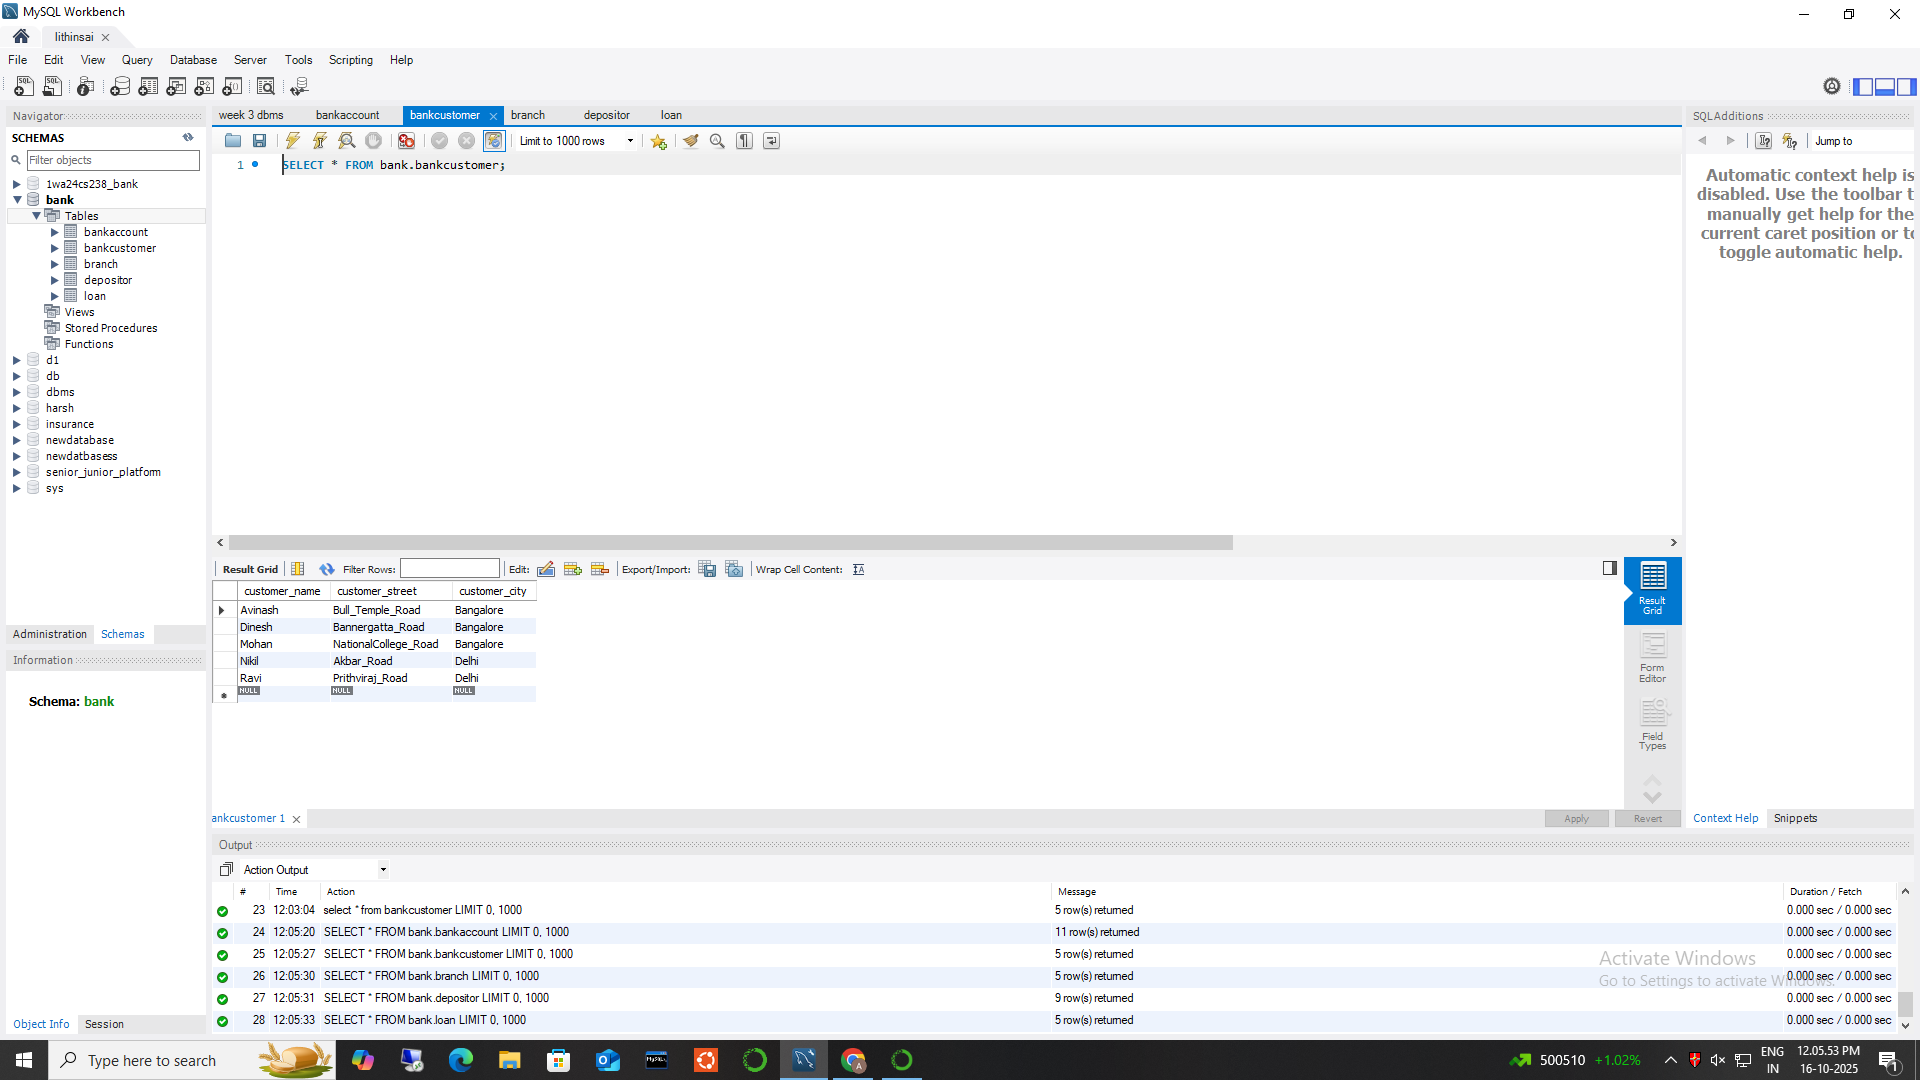 MySQL Workbench
lithinsai
File Edit View Query Database Server Tools Scripting Help
Navigator
SCHEMAS
Filter objects
1wa24cs238_bank
bank
Tables
bankaccount
bankcustomer
branch
depositor
loan
Views
Stored Procedures
Functions
d1
db
dbms
harsh
insurance
newdatabase
newdatbasess
senior_junior_platform
sys
Administration Schemas
Information
Schema: bank
Object Info Session
week 3 dbms bankaccount bankcustomer branch depositor loan
Limit to 1000 rows
1 SELECT * FROM bank.bankcustomer;
Result Grid Filter Rows: Edit: Export/Import: Wrap Cell Content:
customer_name customer_street customer_city
Avinash Bull_Temple_Road Bangalore
Dinesh Bannergatta_Road Bangalore
Mohan NationalCollege_Road Bangalore
Nikil Akbar_Road Delhi
Ravi Prithviraj_Road Delhi
NULL NULL NULL
Result
Grid
Form
Editor
Field
Types
ankcustomer 1
Apply Revert
SQLAdditions
Jump to
Automatic context help is
disabled. Use the toolbar t
manually get help for the
current caret position or to
toggle automatic help.
Context Help Snippets
Output
Action Output
# Time Action Message Duration / Fetch
23 12:03:04 select * from bankcustomer LIMIT 0, 1000 5 row(s) returned 0.000 sec / 0.000 sec
24 12:05:20 SELECT * FROM bank.bankaccount LIMIT 0, 1000 11 row(s) returned 0.000 sec / 0.000 sec
25 12:05:27 SELECT * FROM bank.bankcustomer LIMIT 0, 1000 5 row(s) returned 0.000 sec / 0.000 sec
26 12:05:30 SELECT * FROM bank.branch LIMIT 0, 1000 5 row(s) returned 0.000 sec / 0.000 sec
27 12:05:31 SELECT * FROM bank.depositor LIMIT 0, 1000 9 row(s) returned 0.000 sec / 0.000 sec
28 12:05:33 SELECT * FROM bank.loan LIMIT 0, 1000 5 row(s) returned 0.000 sec / 0.000 sec
Activate Windows
Go to Settings to activate Windows.
Type here to search
500510 +1.02%
ENG
IN
12.05.53 PM
16-10-2025
1